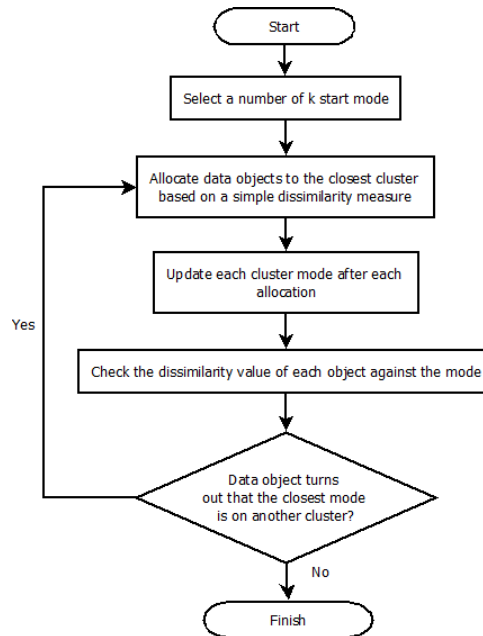 Start
Select a number of k start mode
Allocate data objects to the closest cluster
based on a simple dissimilarity measure
Update each cluster mode after each
allocation
Yes
Check the dissimilarity value of each object against the mode
Data object turns
out that the closest mode
is on another cluster?
No
Finish